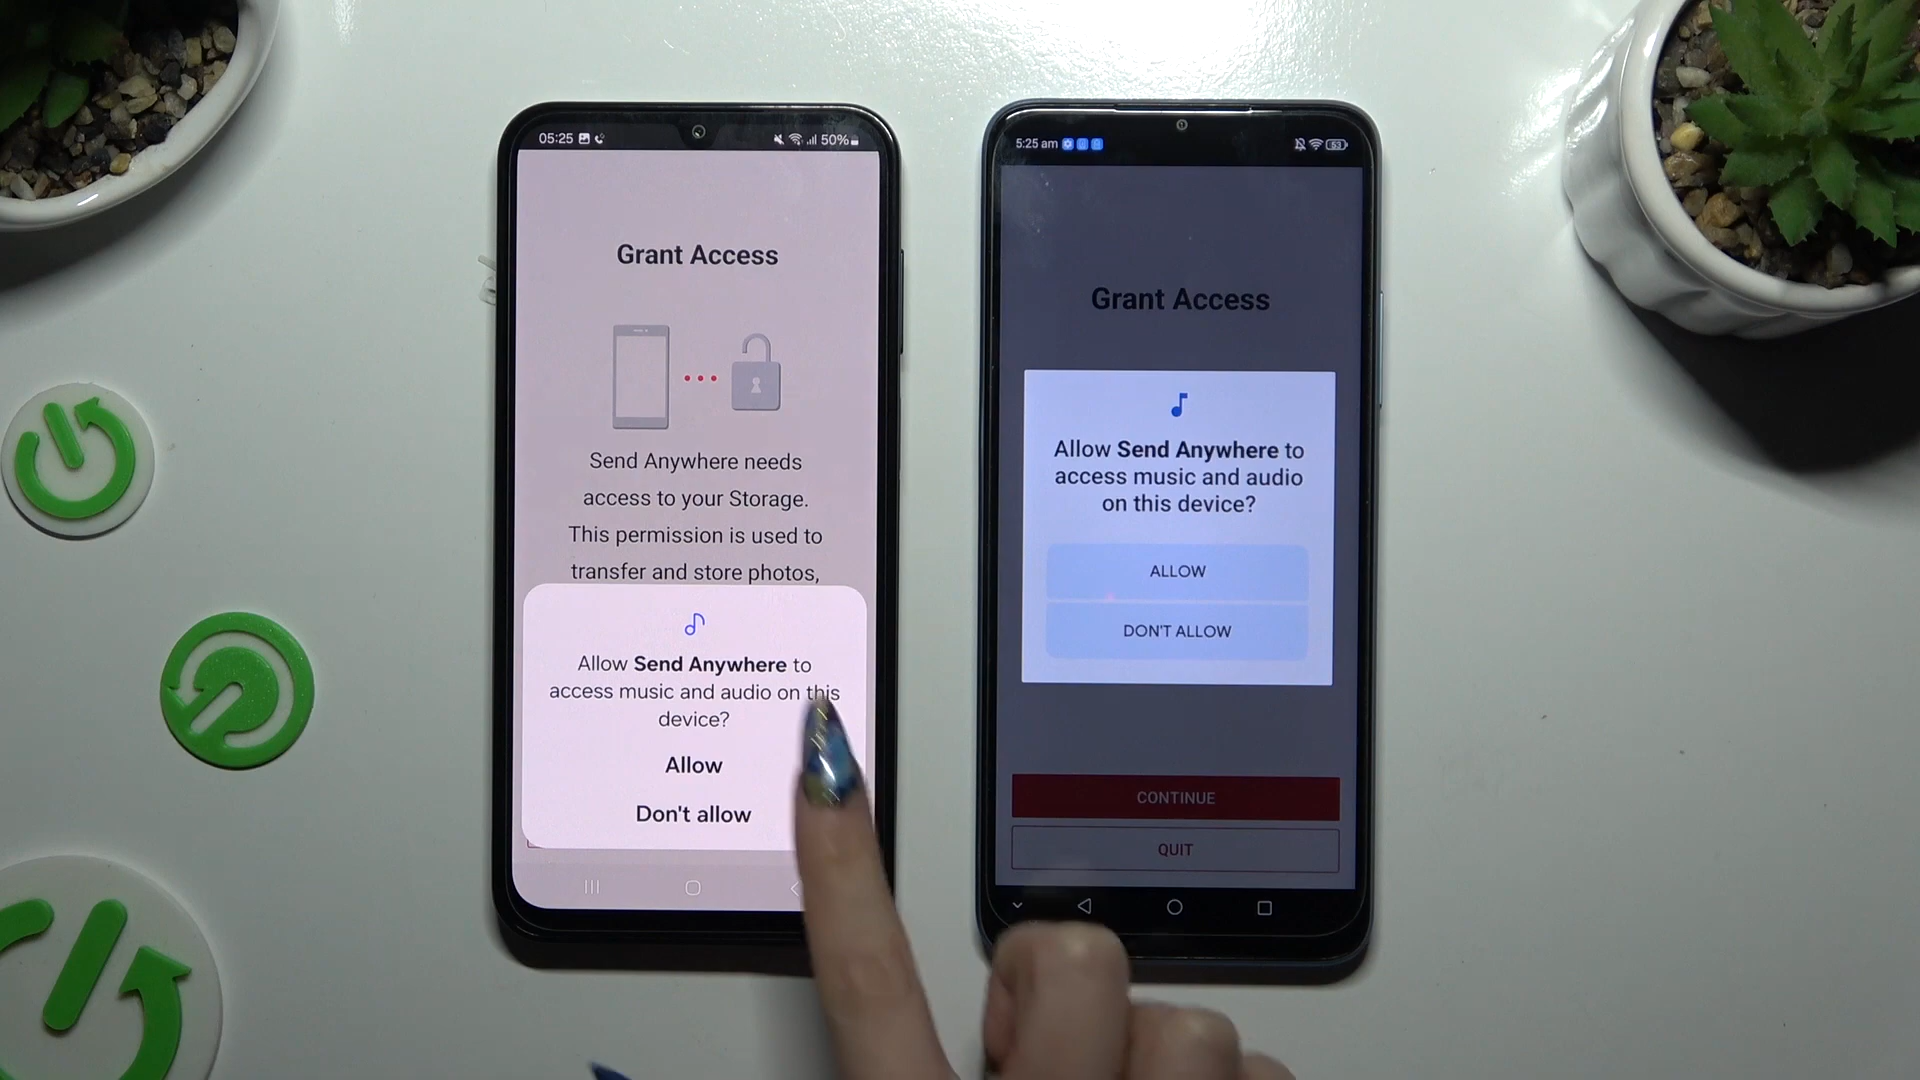 05:25
50%
Grant Access
Send Anywhere needs
access to your Storage.
This permission is used to
transfer and store photos,
Allow Send Anywhere to
access music and audio on this
device?
Allow
Don't allow
5:25 am
53
Grant Access
Allow Send Anywhere to
access music and audio
on this device?
ALLOW
DON'T ALLOW
CONTINUE
QUIT